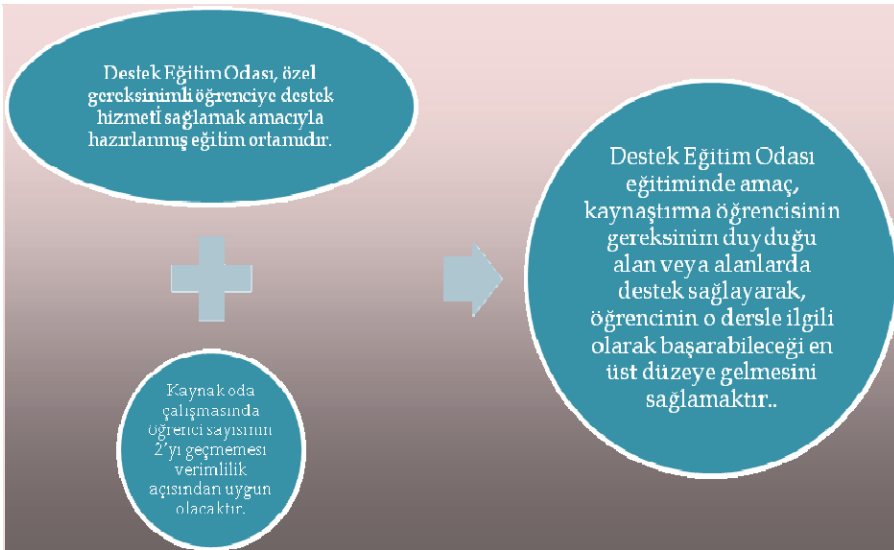 Destek Eğitim Odası, özel
gereksinimli öğrenciye destek
hizmeti sağlamak amacıyla
hazırlanmış eğitim ortamıdır.
Kaynak oda
çalışmasında
öğrenci sayısının
2'yi geçmemesi
verimlilik
açısından uygun
olacaktır.
Destek Eğitim Odası
eğitiminde amaç,
kaynaştırma öğrencisinin
gereksinim duyduğu
alan veya alanlarda
destek sağlayarak,
öğrencinin o dersle ilgili
olarak başarabileceği en
üst düzeye gelmesini
sağlamaktır..